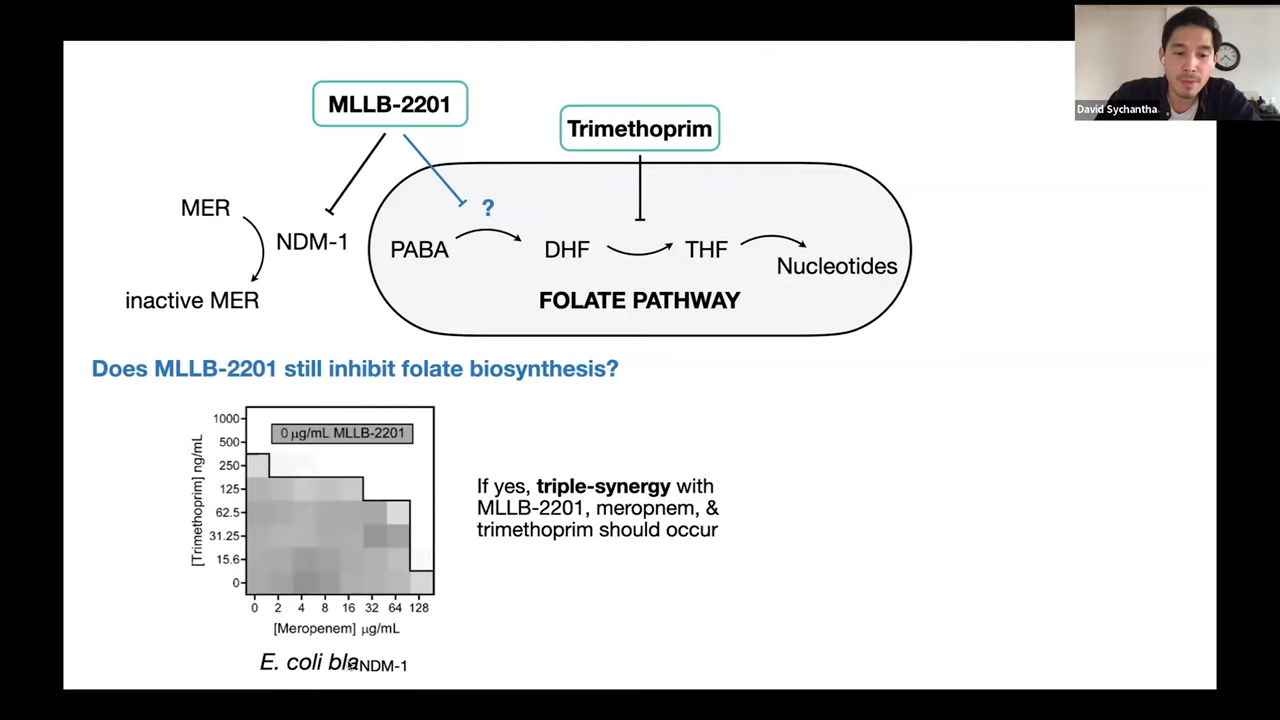 David Sychantha
MLLB-2201
Trimethoprim
MER
?
NDM-1
PABA
DHF
THF
Nucleotides
inactive MER
FOLATE PATHWAY
Does MLLB-2201 still inhibit folate biosynthesis?
0 µg/mL MLLB-2201
[Trimethoprim] ng/mL
1000
500
250
125
62.5
31.25
15.6
0
0 2 4 8 16 32 64 128
[Meropenem] µg/mL
E. coli blaNDM-1
If yes, triple-synergy with
MLLB-2201, meropnem, &
trimethoprim should occur